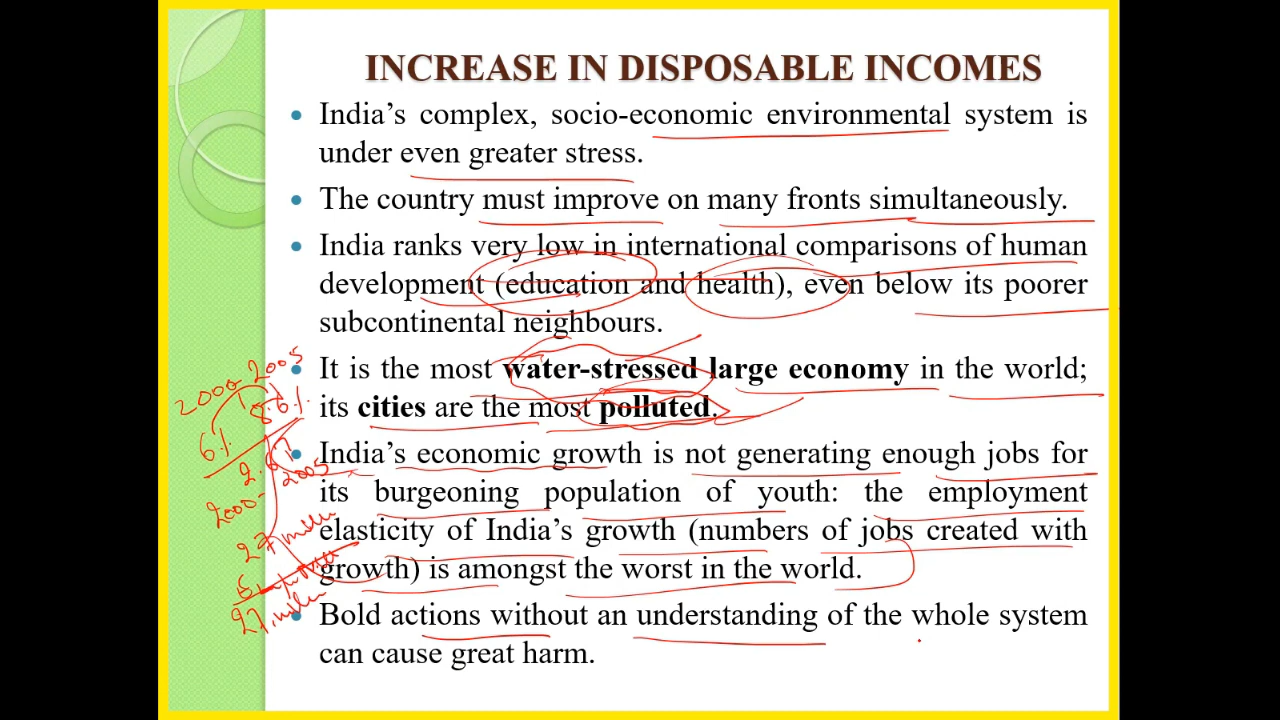 INCREASE IN DISPOSABLE INCOMES
• India’s complex, socio-economic environmental system is
under even greater stress.
• The country must improve on many fronts simultaneously.
• India ranks very low in international comparisons of human
development (education and health), even below its poorer
subcontinental neighbours.
• It is the most water-stressed large economy in the world;
its cities are the most polluted.
• India’s economic growth is not generating enough jobs for
its burgeoning population of youth: the employment
elasticity of India’s growth (numbers of jobs created with
growth) is amongst the worst in the world.
• Bold actions without an understanding of the whole system
can cause great harm.
2000 2005
6%
2000- 2005
27 million